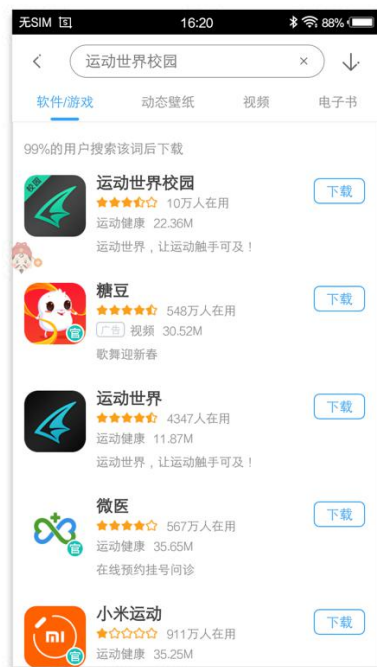 无SIM 16:20 88%
运动世界校园 ×
软件/游戏 动态壁纸 视频 电子书
99%的用户搜索该词后下载
校园
运动世界校园
10万人在用
下载
运动健康 22.36M
运动世界，让运动触手可及！
糖豆
548万人在用
下载
广告 视频 30.52M
官
歌舞迎新春
运动世界
4347人在用
下载
运动健康 11.87M
运动世界，让运动触手可及！
微医
567万人在用
下载
运动健康 35.65M
官
在线预约挂号问诊
小米运动
911万人在用
下载
mi
运动健康 35.25M
官